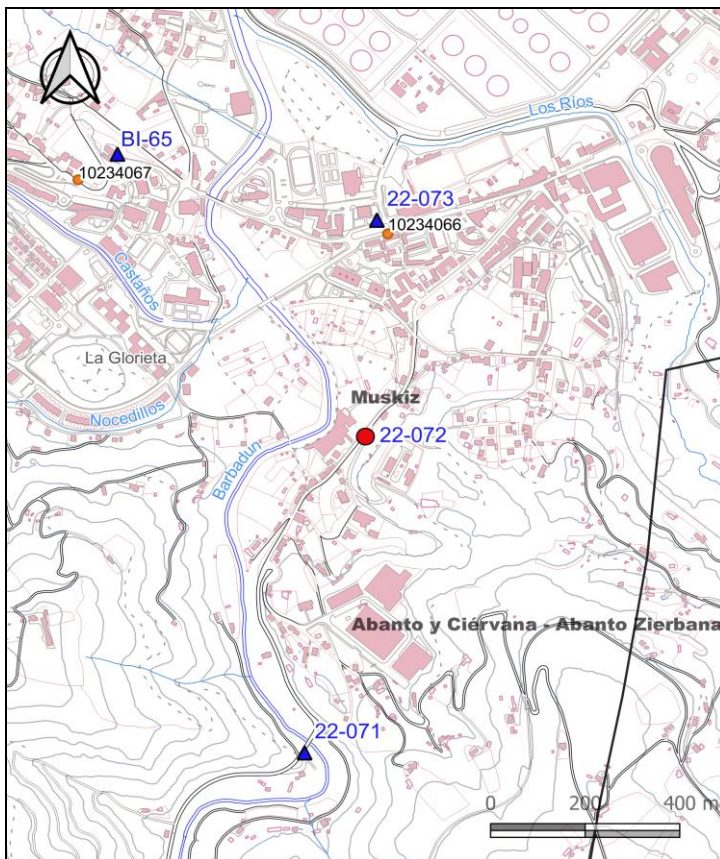 Los Ríos
BI-65
10234067
22-073
10234066
Castaños
La Glorieta
Muskiz
Nocedillos
22-072
Barbadun
Abanto y Ciérvana - Abanto Zierbana
22-071
0 200 400 m